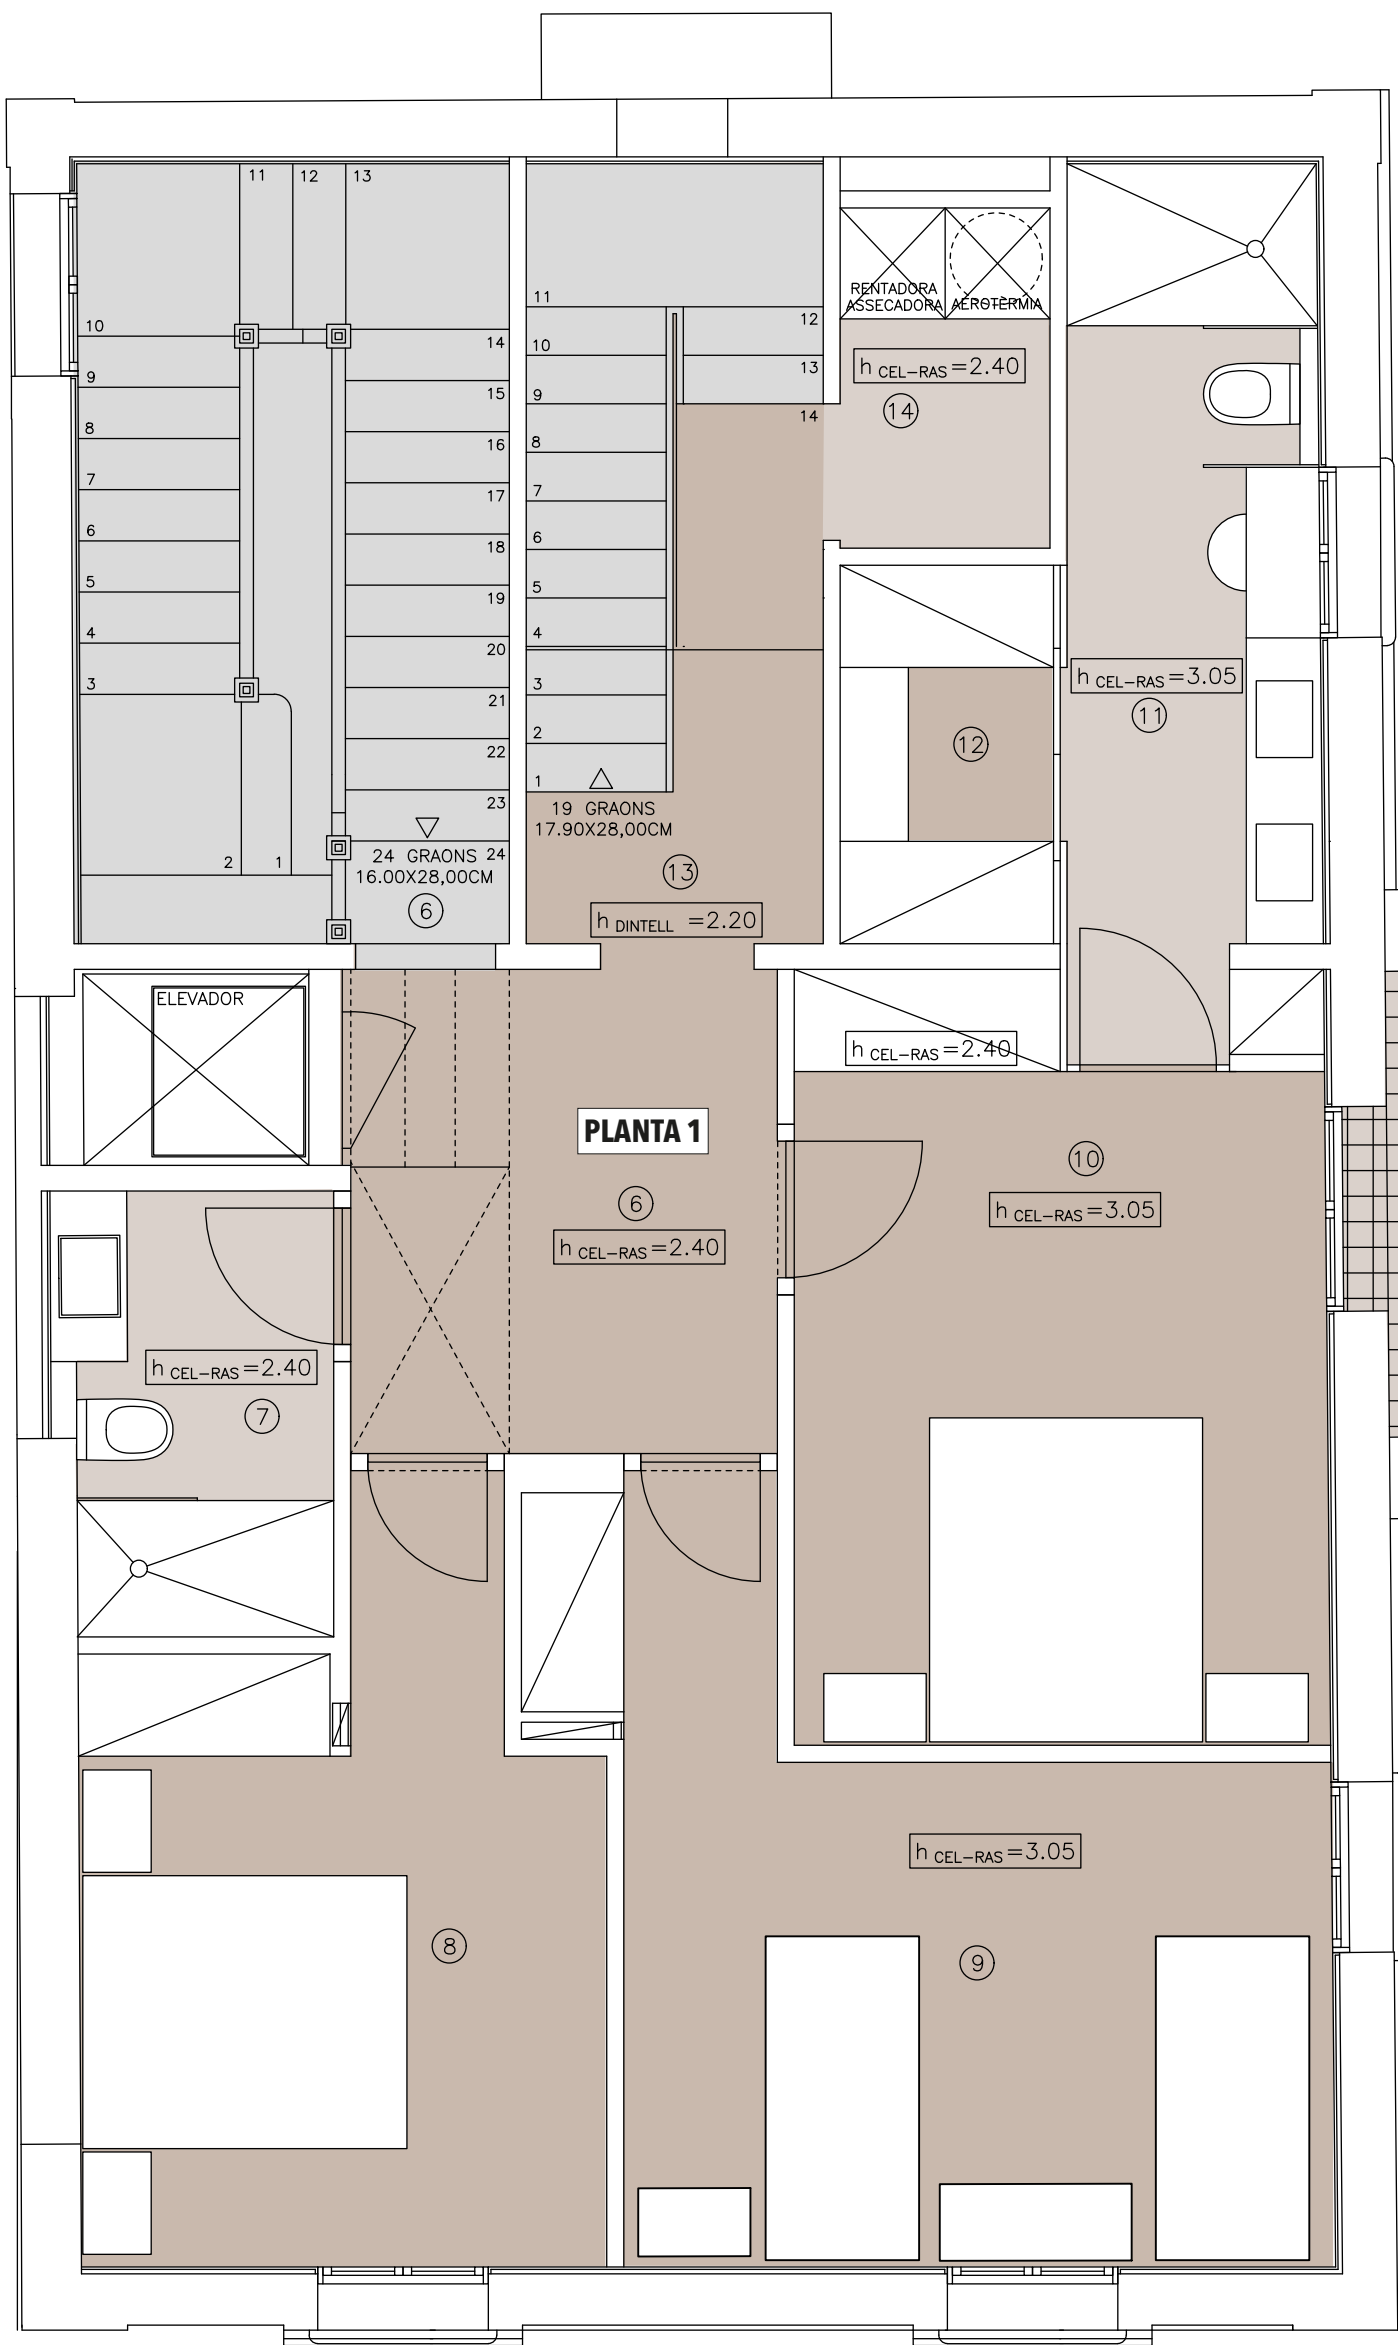 11
12
13
10
9
8
7
6
5
4
3
2
1
14
15
16
17
18
19
20
21
22
23
24
24 GRAONS
16.00X28,00CM
6
11
10
9
8
7
6
5
4
3
2
1
12
13
14
19 GRAONS
17.90X28,00CM
13
h DINTELL =2.20
RENTADORA
ASSECADORA
AEROTÈRMIA
h CEL-RAS=2.40
14
h CEL-RAS=3.05
11
12
ELEVADOR
h CEL-RAS=2.40
PLANTA 1
6
h CEL-RAS=2.40
10
h CEL-RAS=3.05
h CEL-RAS=2.40
7
h CEL-RAS=3.05
8
9